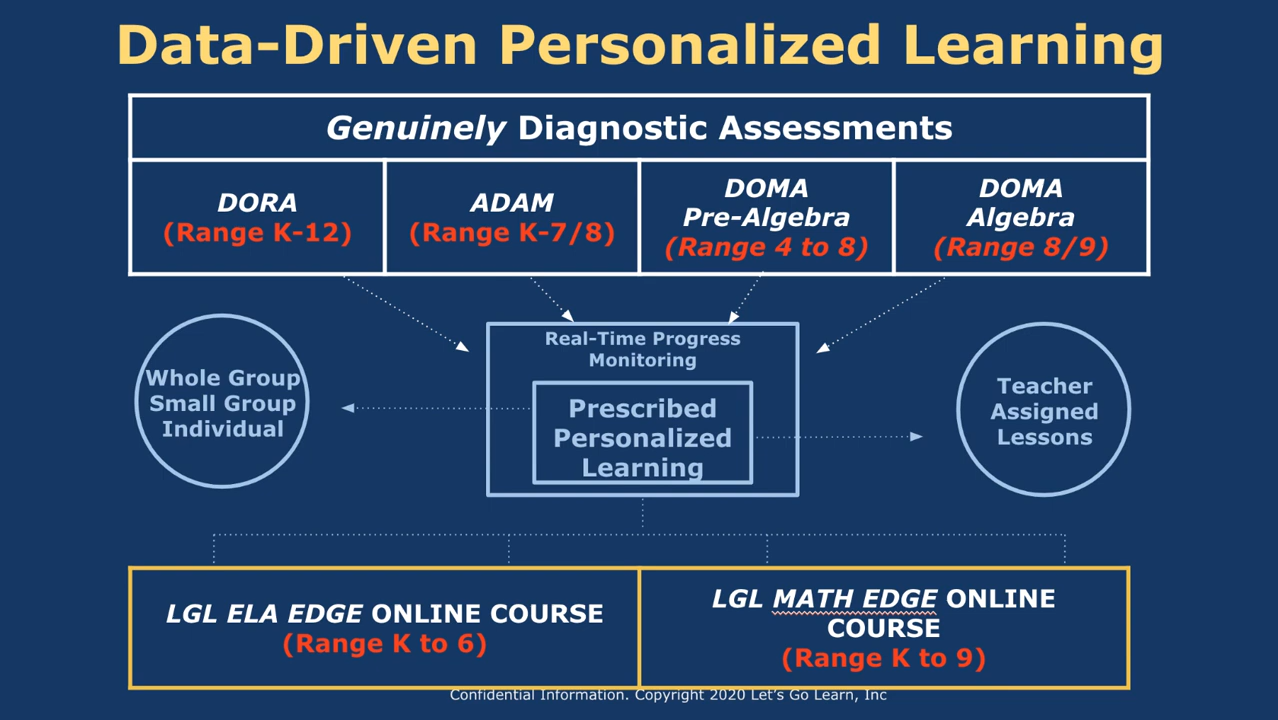 Data-Driven Personalized Learning
Genuinely Diagnostic Assessments
DORA
(Range K-12)
ADAM
(Range K-7/8)
DOMA
Pre-Algebra
(Range 4 to 8)
DOMA
Algebra
(Range 8/9)
Whole Group
Small Group
Individual
Real-Time Progress
Monitoring
Prescribed
Personalized
Learning
Teacher
Assigned
Lessons
LGL ELA EDGE ONLINE COURSE
(Range K to 6)
LGL MATH EDGE ONLINE
COURSE
(Range K to 9)
Confidential Information. Copyright 2020 Let's Go Learn, Inc